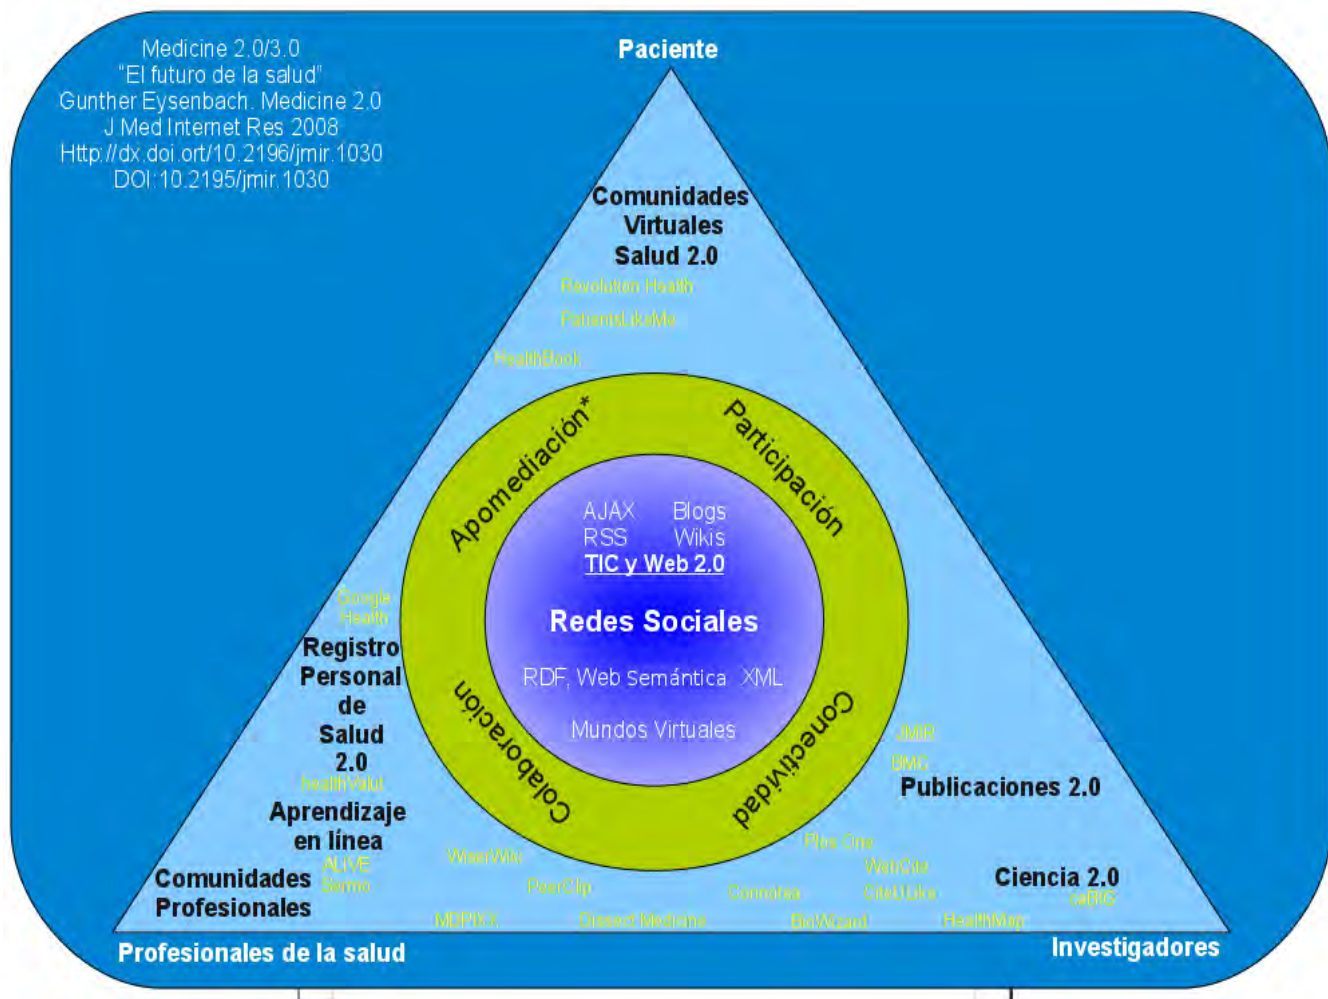 Medicine 2.0/3.0
"El futuro de la salud"
Gunther Eysenbach. Medicine 2.0
J.Med Internet Res 2008
Http://dx.doi.ort/10.2196/jmir.1030
DOI:10.2195/jmir.1030
Paciente
Comunidades
Virtuales
Salud 2.0
Revolution Health
PatientsLikeMe
HealthBook
Apomediación*
Participación
AJAX Blogs
RSS Wikis
TIC y Web 2.0
Redes Sociales
RDF, Web Semántica XML
Mundos Virtuales
Colaboración
Conectividad
Google
Health
Registro
Personal
de
Salud
2.0
healthValut
Aprendizaje
en línea
ALIVE
Sermo
Comunidades
Profesionales
JMIR
BMC
Publicaciones 2.0
Plos One
WiserWiki
WebCite
PeerClip
Connotea
CiteULike
Ciencia 2.0
caBIG
MDPIXX
Dissect Medicine
BioWizard
HealthMap
Profesionales de la salud
Investigadores